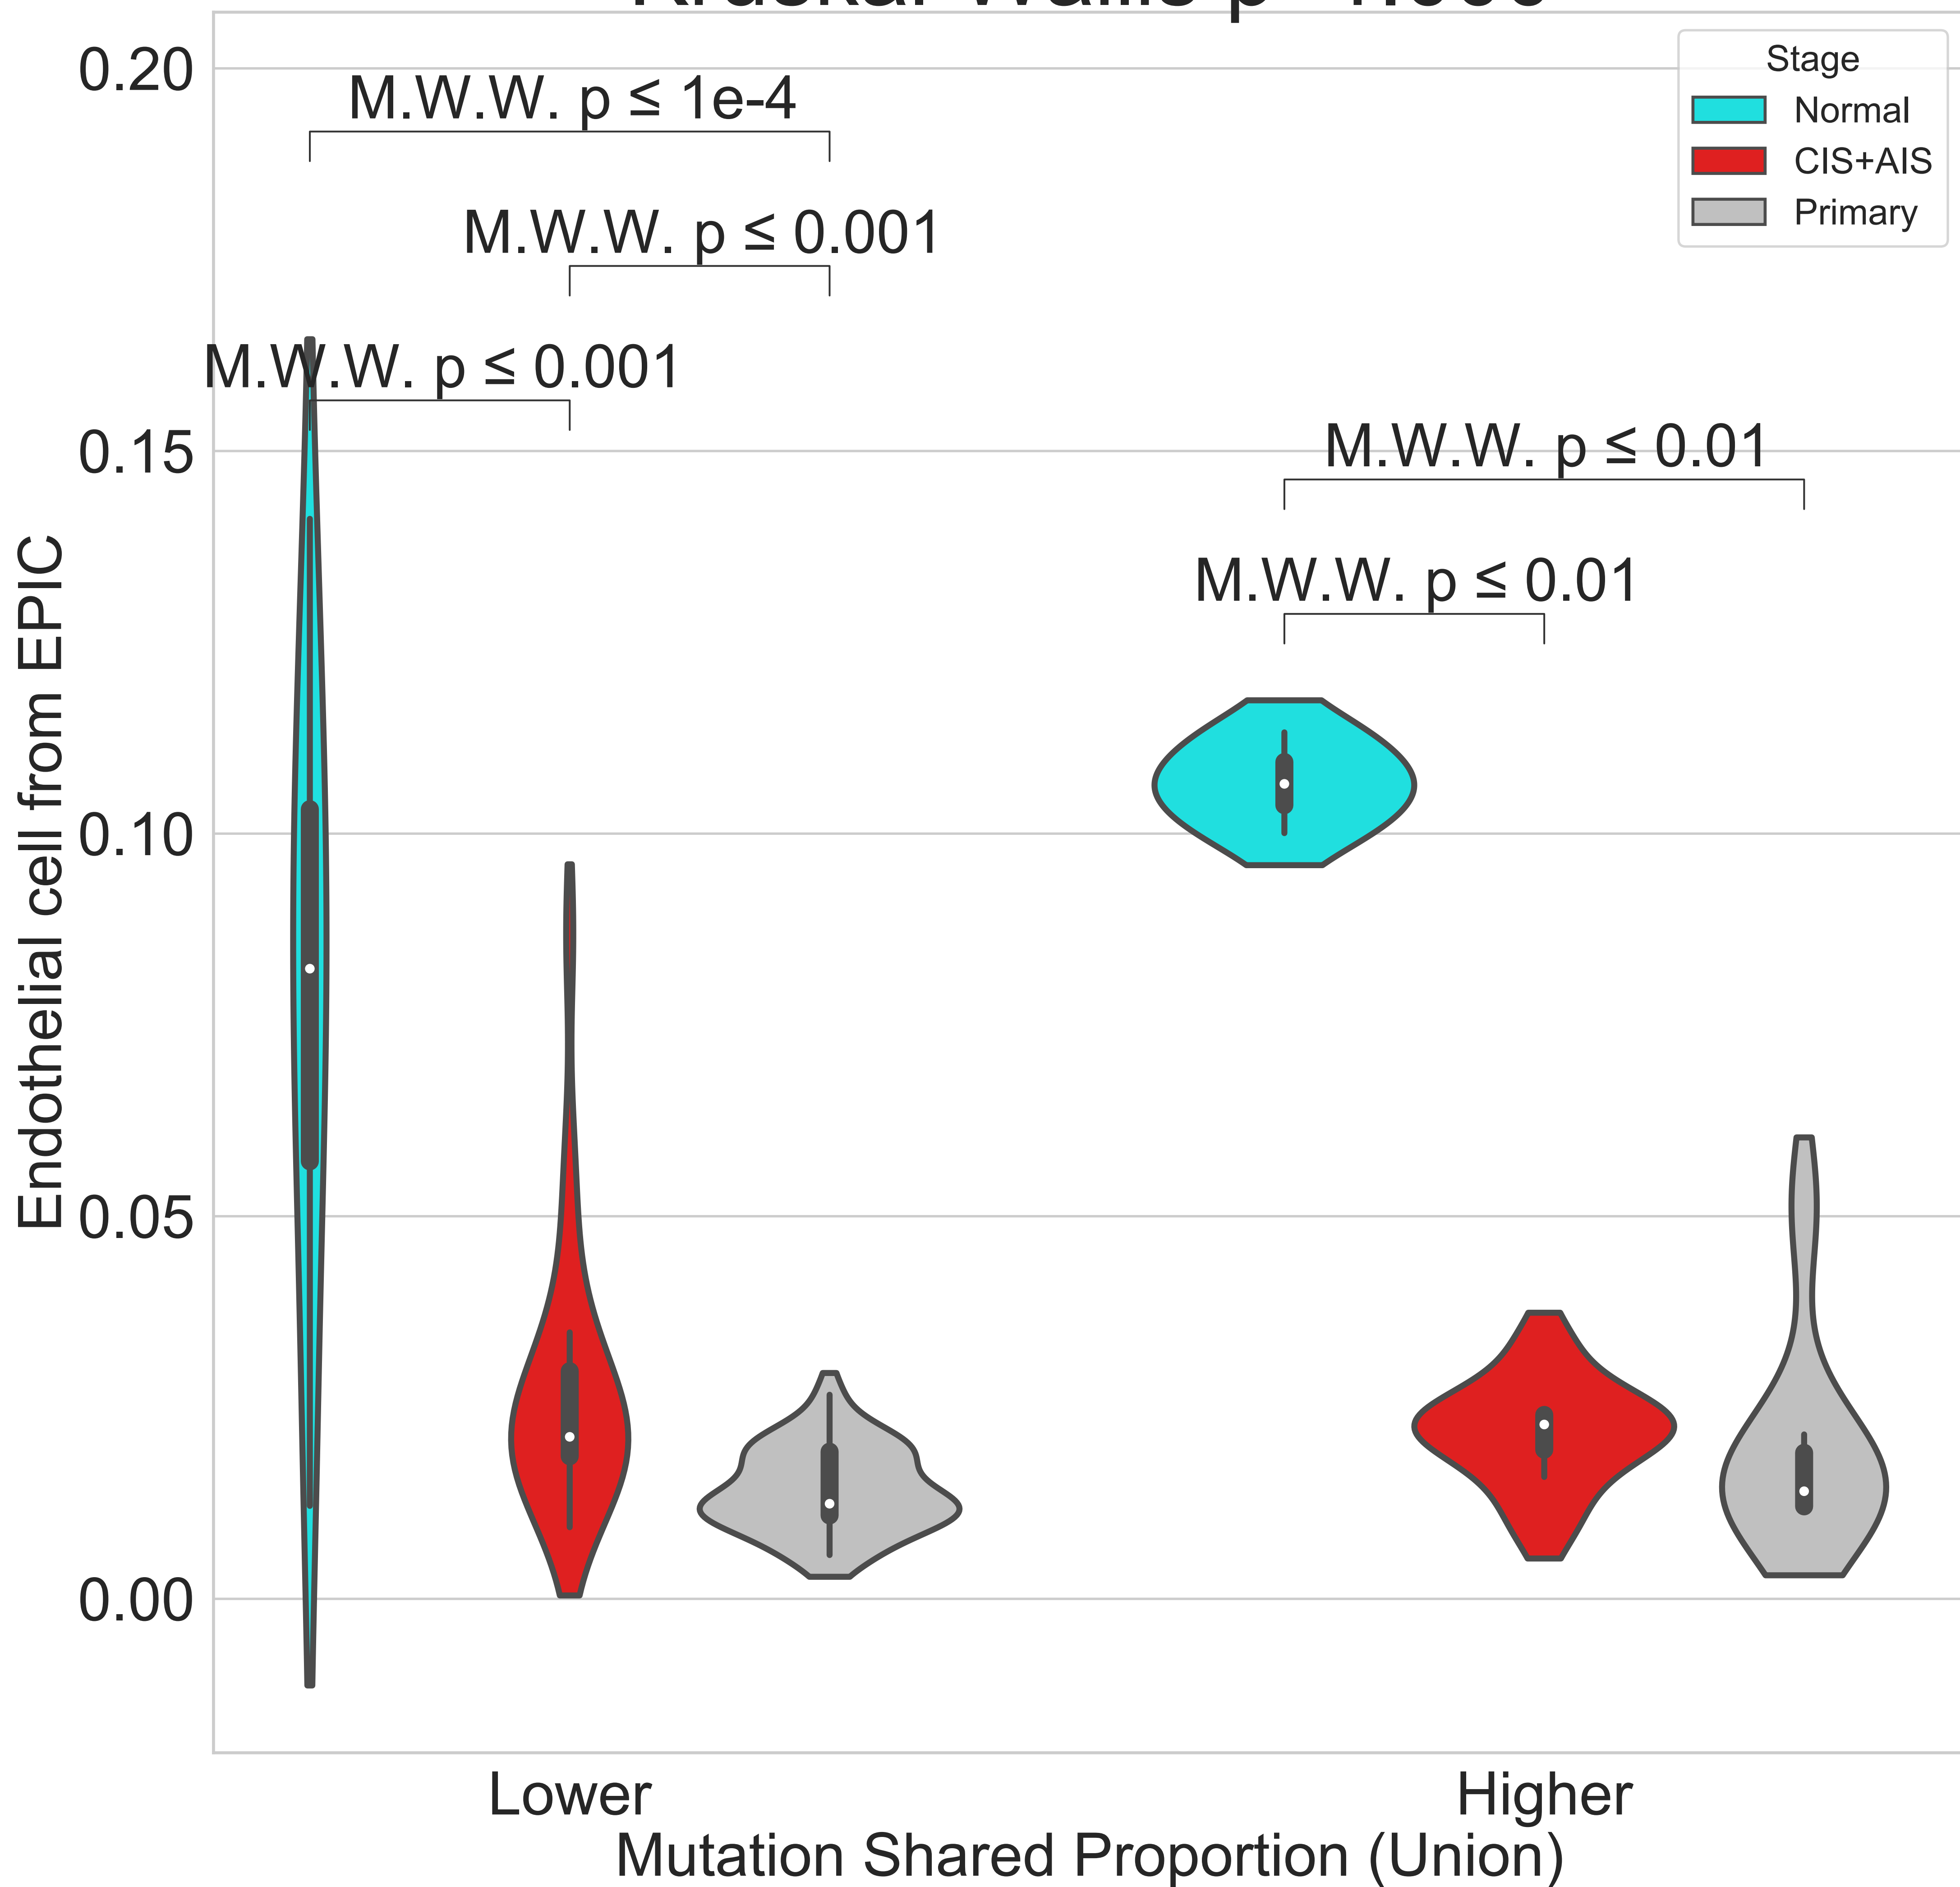 0.20
0.15
0.10
0.05
0.00
Endothelial cell from EPIC
M.W.W. p ≤ 1e-4
M.W.W. p ≤ 0.001
M.W.W. p ≤ 0.001
M.W.W. p ≤ 0.01
M.W.W. p ≤ 0.01
Stage
Normal
CIS+AIS
Primary
Lower
Higher
Mutation Shared Proportion (Union)